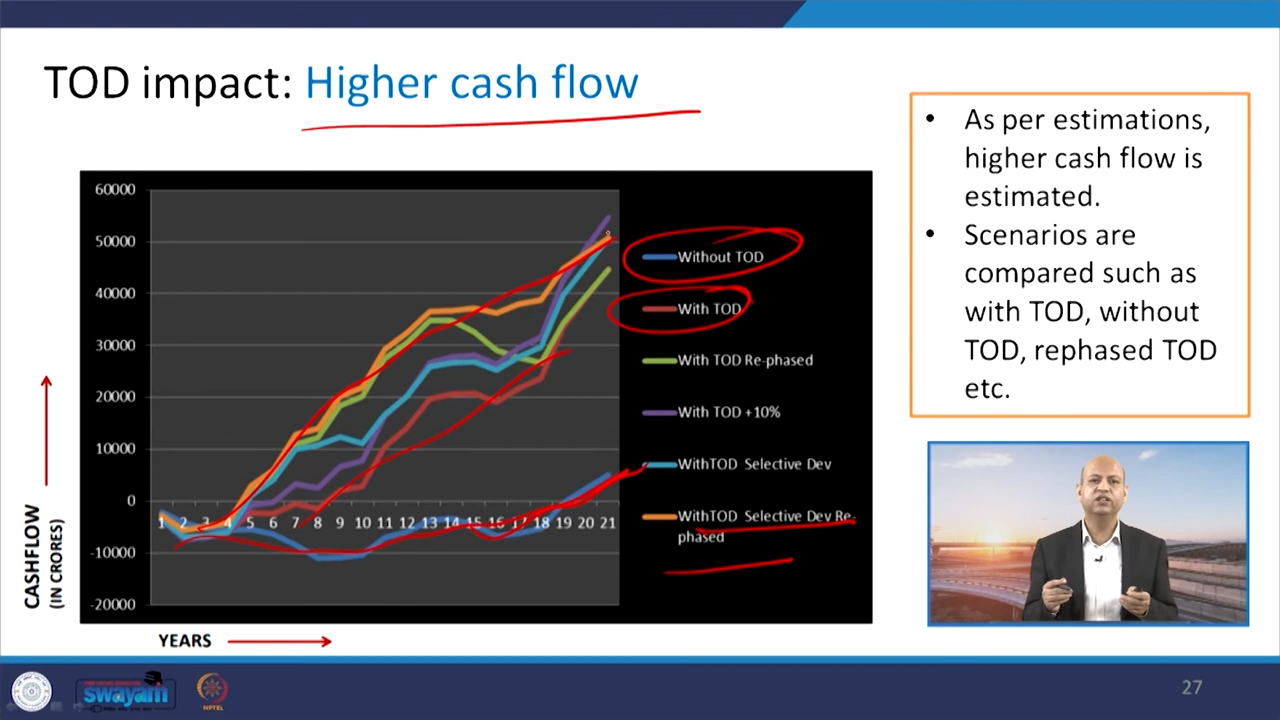 TOD impact: Higher cash flow
60000
50000
40000
30000
20000
10000
0
-10000
-20000
1 2 3 4 5 6 7 8 9 10 11 12 13 14 15 16 17 18 19 20 21
CASHFLOW
(IN CRORES)
YEARS
Without TOD
With TOD
With TOD Re-phased
With TOD +10%
WithTOD Selective Dev
WithTOD Selective Dev Re-
phased
• As per estimations,
higher cash flow is
estimated.
• Scenarios are
compared such as
with TOD, without
TOD, rephased TOD
etc.
swayam
NPTEL
27